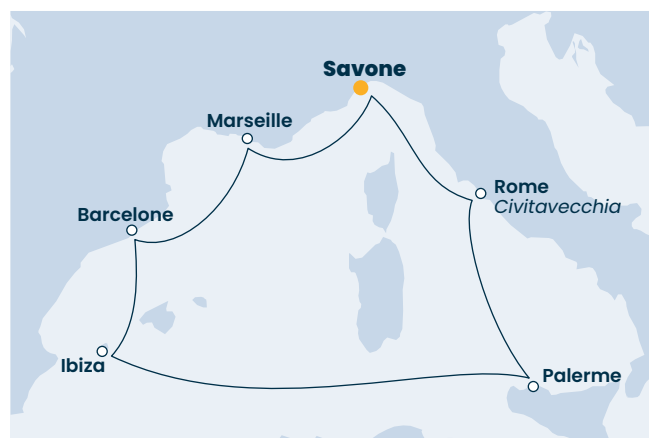 Savone
Marseille
Rome
Civitavecchia
Barcelone
Ibiza
Palerme